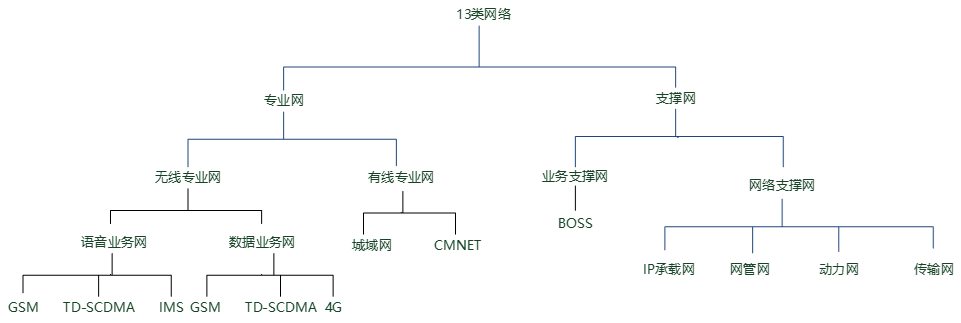 13类网络
专业网
支撑网
无线专业网
有线专业网
业务支撑网
网络支撑网
语音业务网
数据业务网
城域网
CMNET
BOSS
IP承载网
网管网
动力网
传输网
GSM
TD-SCDMA
IMS
GSM
TD-SCDMA
4G